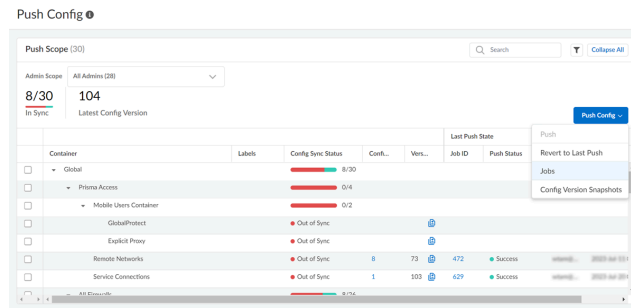 Push Config
Push Scope (30)
Search
Collapse All
Admin Scope
All Admins (28)
8/30
104
In Sync
Latest Config Version
Push Config
Push
Revert to Last Push
Jobs
Config Version Snapshots
Last Push State
Container
Labels
Config Sync Status
Confi...
Vers...
Job ID
Push Status
Global
8/30
Prisma Access
0/4
Mobile Users Container
0/2
GlobalProtect
Out of Sync
Explicit Proxy
Out of Sync
Remote Networks
Out of Sync
8
73
472
Success
Service Connections
Out of Sync
1
103
629
Success
All Firewalls
8/26